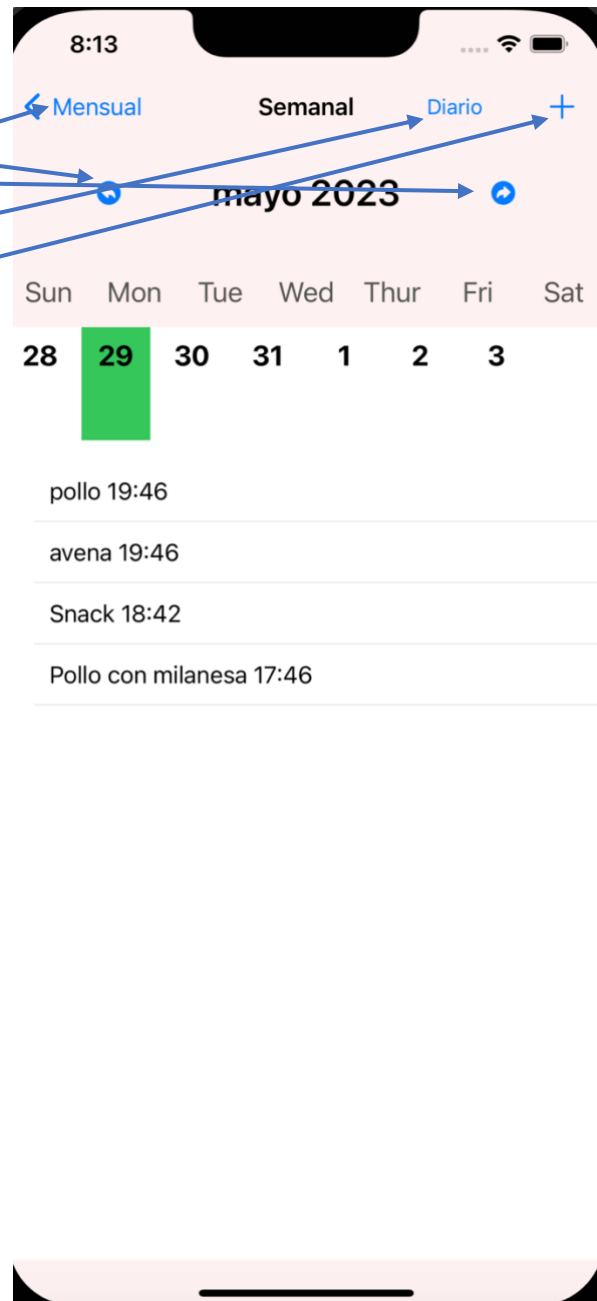 8:13
Mensual Semanal Diario
mayo 2023
Sun Mon Tue Wed Thur Fri Sat
28 29 30 31 1 2 3
pollo 19:46
avena 19:46
Snack 18:42
Pollo con milanesa 17:46